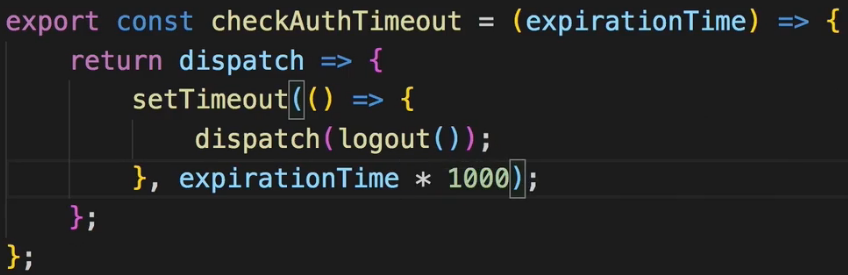 export const checkAuthTimeout = (expirationTime) => {
    return dispatch => {
        setTimeout(() => {
            dispatch(logout());
        }, expirationTime * 1000);
    };
};